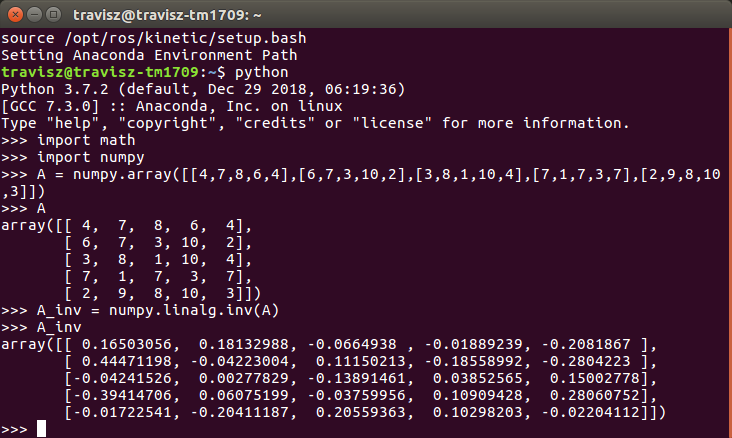 travisz@travisz-tm1709: ~
source /opt/ros/kinetic/setup.bash
Setting Anaconda Environment Path
travisz@travisz-tm1709:~$ python
Python 3.7.2 (default, Dec 29 2018, 06:19:36)
[GCC 7.3.0] :: Anaconda, Inc. on linux
Type "help", "copyright", "credits" or "license" for more information.
>>> import math
>>> import numpy
>>> A = numpy.array([[4,7,8,6,4],[6,7,3,10,2],[3,8,1,10,4],[7,1,7,3,7],[2,9,8,10
,3]])
>>> A
array([[ 4,  7,  8,  6,  4],
       [ 6,  7,  3, 10,  2],
       [ 3,  8,  1, 10,  4],
       [ 7,  1,  7,  3,  7],
       [ 2,  9,  8, 10,  3]])
>>> A_inv = numpy.linalg.inv(A)
>>> A_inv
array([[ 0.16503056,  0.18132988, -0.0664938 , -0.01889239, -0.2081867 ],
       [ 0.44471198, -0.04223004,  0.11150213, -0.18558992, -0.2804223 ],
       [-0.04241526,  0.00277829, -0.13891461,  0.03852565,  0.15002778],
       [-0.39414706,  0.06075199, -0.03759956,  0.10909428,  0.28060752],
       [-0.01722541, -0.20411187,  0.20559363,  0.10298203, -0.02204112]])
>>>